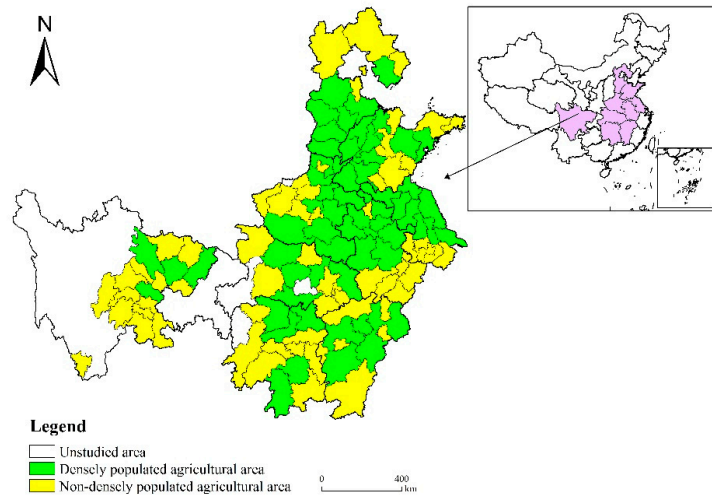 N
Legend
Unstudied area
Densely populated agricultural area
Non-densely populated agricultural area
0 400
km